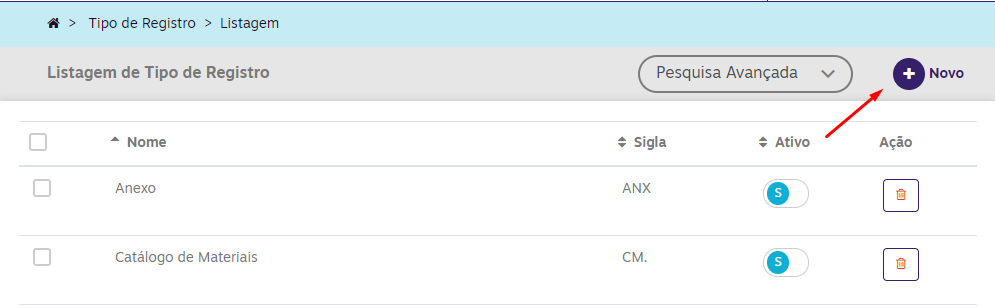 > Tipo de Registro > Listagem
Listagem de Tipo de Registro Pesquisa Avançada Novo
Nome Sigla Ativo Ação
Anexo ANX S
Catálogo de Materiais CM. S